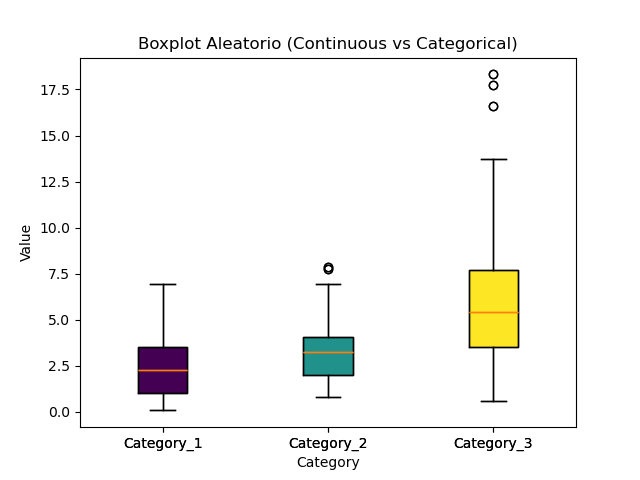 Boxplot Aleatorio (Continuous vs Categorical)
17.5
15.0
12.5
10.0
7.5
5.0
2.5
0.0
Value
Category_1 Category_2 Category_3
Category